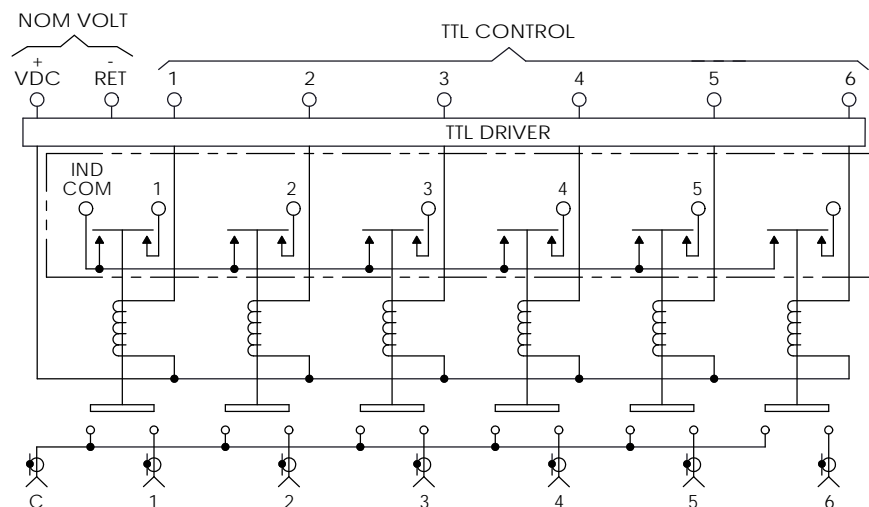 NOM VOLT
TTL CONTROL
+ -
VDC RET 1 2 3 4 5 6
TTL DRIVER
IND
COM 1 2 3 4 5
C 1 2 3 4 5 6